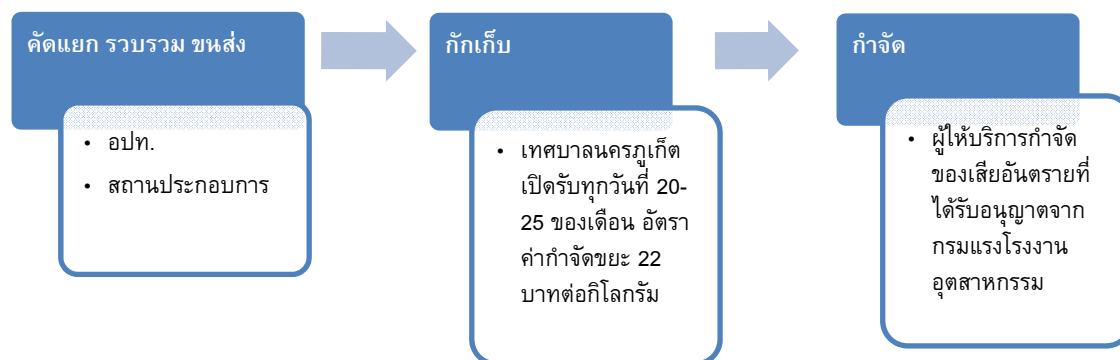 คัดแยก รวบรวม ขนส่ง
• อปท.
• สถานประกอบการ
กักเก็บ
• เทศบาลนครภูเก็ต
เปิดรับทุกวันที่ 20-
25 ของเดือน อัตรา
ค่ากำจัดขยะ 22
บาทต่อกิโลกรัม
กำจัด
• ผู้ให้บริการกำจัด
ของเสียอันตรายที่
ได้รับอนุญาตจาก
กรมแรงโรงงาน
อุตสาหกรรม